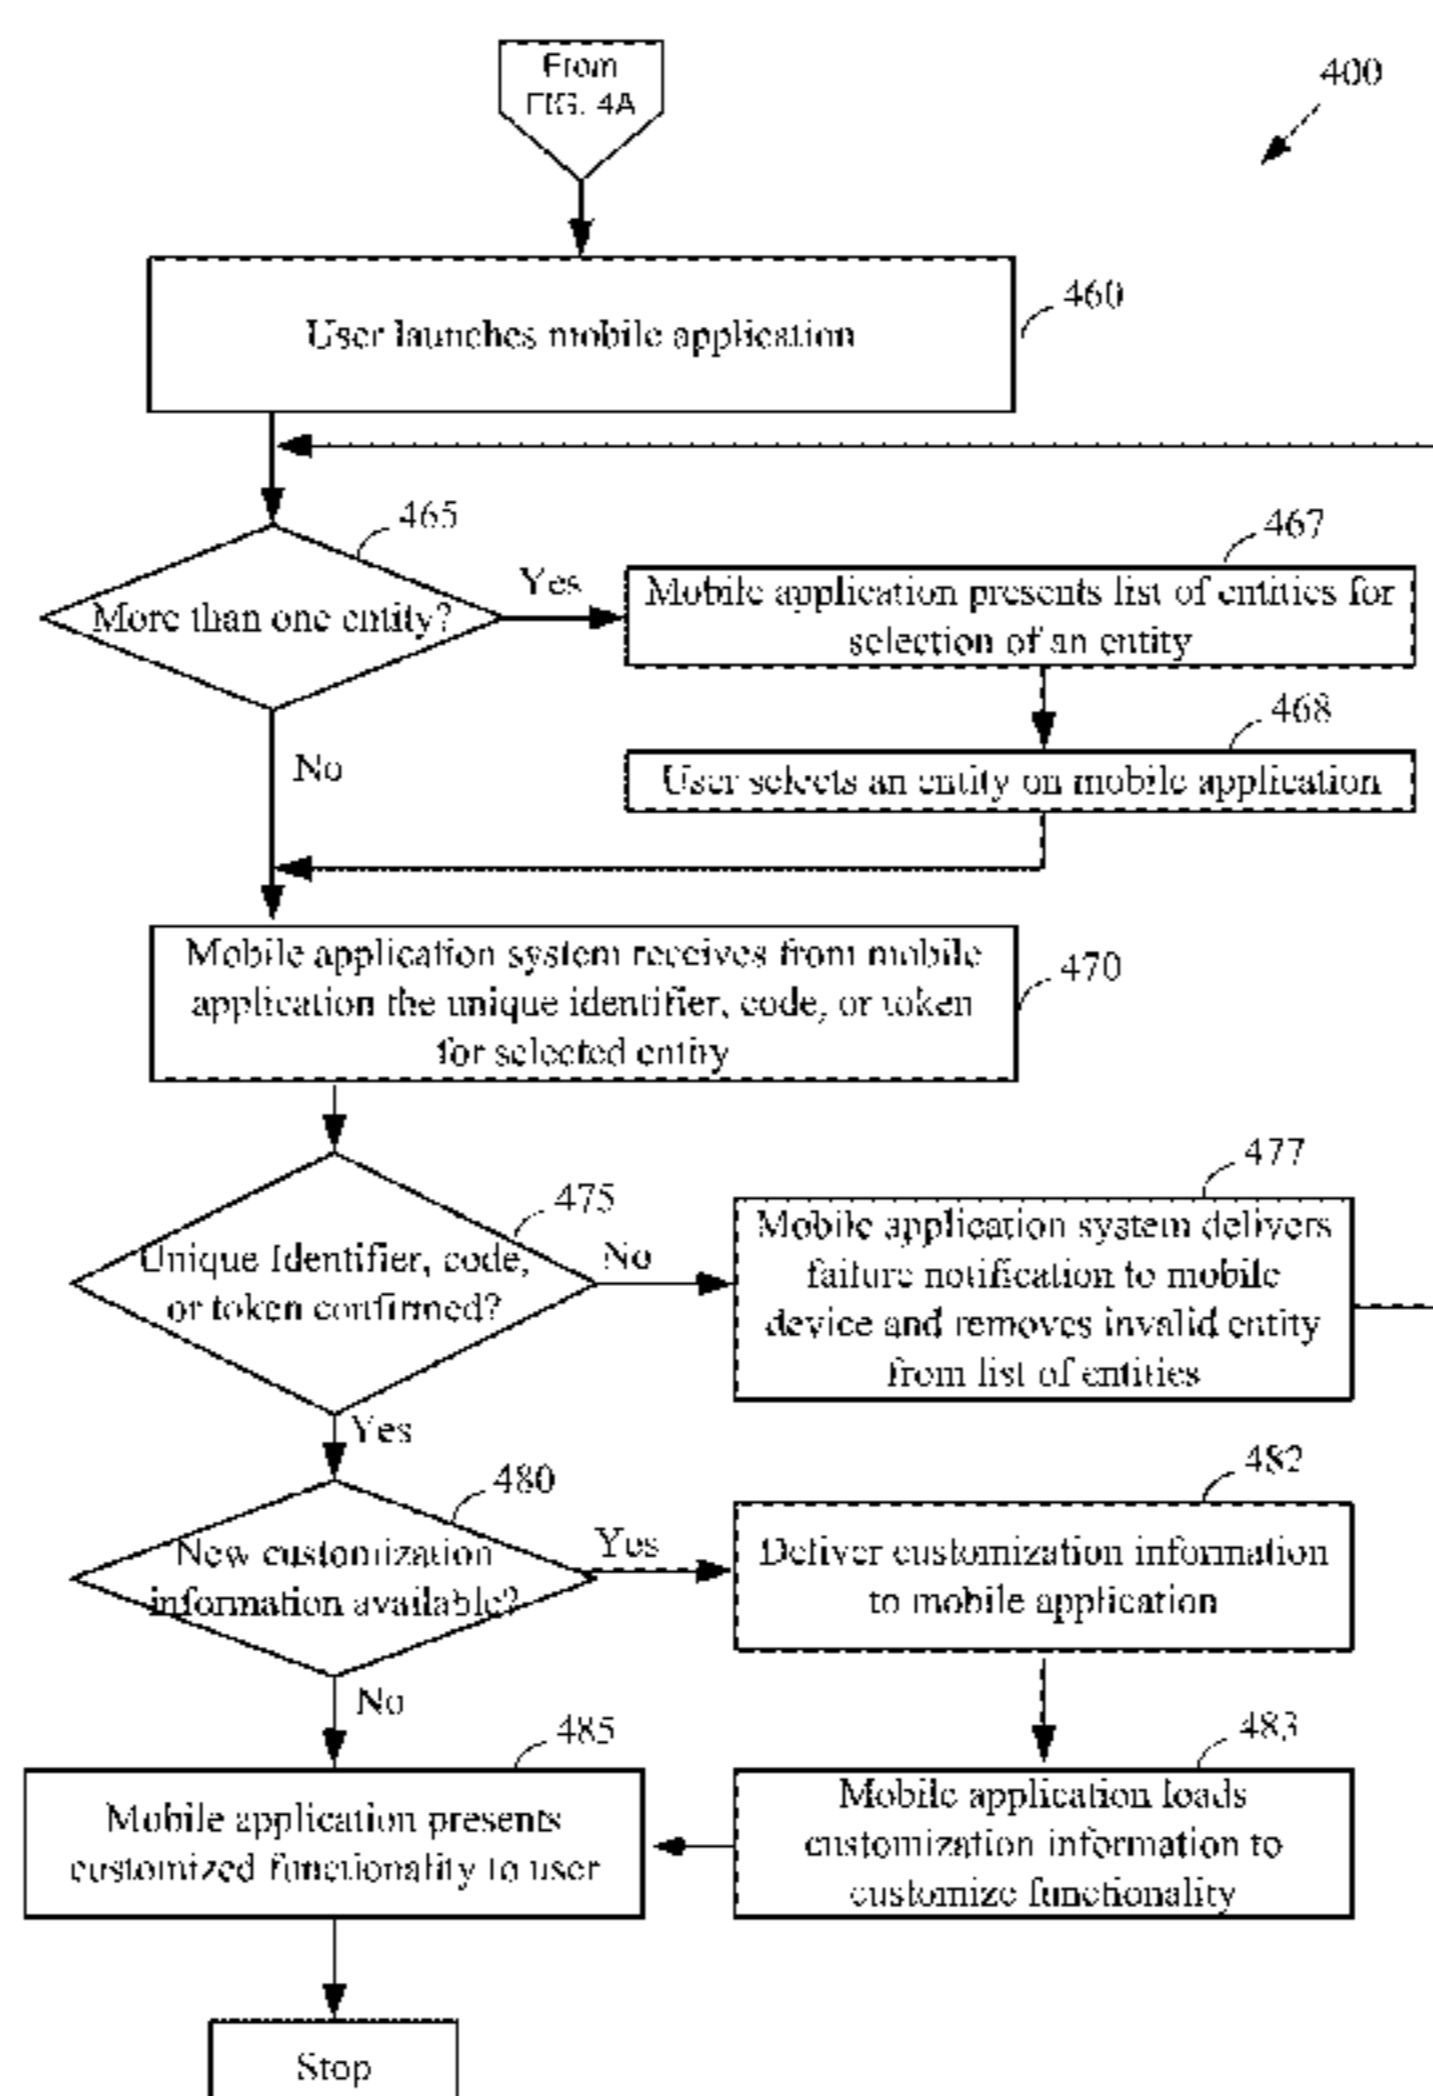 From
FIG. 4A
400
User launches mobile application
460
465
More than one entity?
Yes
No
467
Mobile application presents list of entities for
selection of an entity
468
User selects an entity on mobile application
Mobile application system receives from mobile
application the unique identifier, code, or token
for selected entity
470
475
Unique Identifier, code,
or token confirmed?
No
Yes
477
Mobile application system delivers
failure notification to mobile
device and removes invalid entity
from list of entities
480
New customization
information available?
Yes
No
482
Deliver customization information
to mobile application
483
Mobile application loads
customization information to
customize functionality
485
Mobile application presents
customized functionality to user
Stop